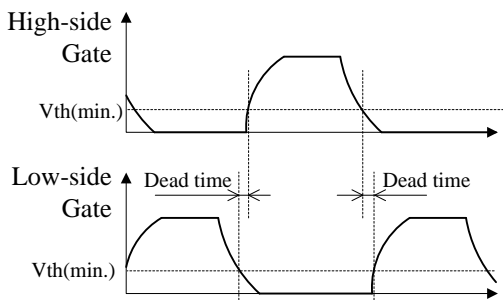 High-side
Gate
Vth(min.)
Low-side
Gate
Dead time
Dead time
Vth(min.)